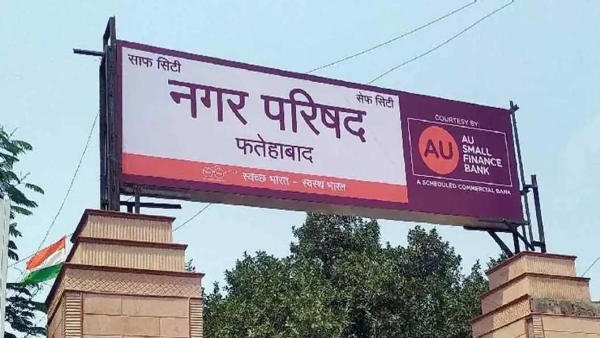 साफ सिटी
सेफ सिटी
नगर परिषद
फतेहाबाद
स्वच्छ भारत - स्वस्थ भारत
COURTESY BY:
AU
AU
SMALL
FINANCE
BANK
A SCHEDULED COMMERCIAL BANK